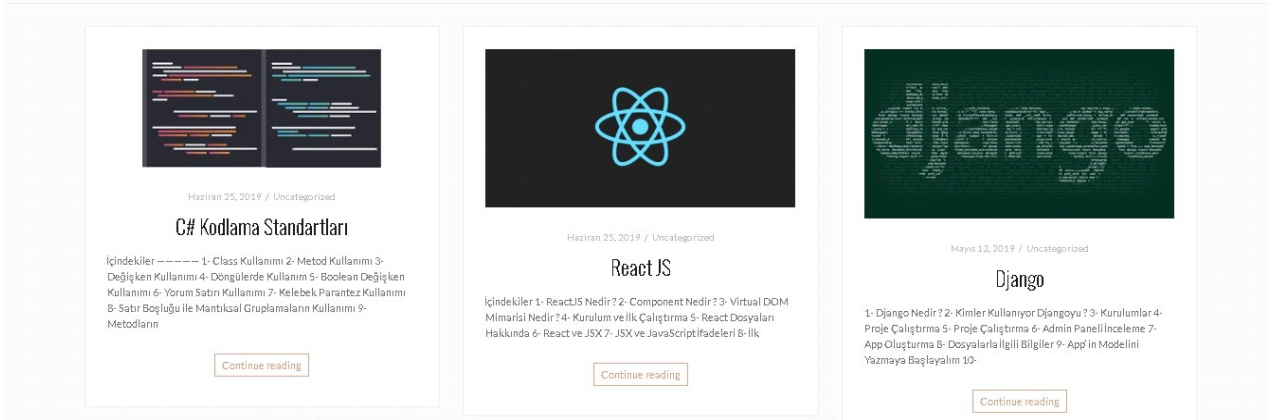 Haziran 25, 2019 / Uncategorized
C# Kodlama Standartları
İçindekiler ————— 1- Class Kullanımı 2- Metod Kullanımı 3-
Değişken Kullanımı 4- Döngülerde Kullanım 5- Boolean Değişken
Kullanımı 6- Yorum Satırı Kullanımı 7- Kelebek Parantez Kullanımı
8- Satır Boşluğu ile Mantıksal Gruplamaların Kullanımı 9-
Metodların
Continue reading
Haziran 25, 2019 / Uncategorized
React JS
İçindekiler 1- ReactJS Nedir ? 2- Component Nedir ? 3- Virtual DOM
Mimarisi Nedir ? 4- Kurulum ve İlk Çalıştırma 5- React Dosyaları
Hakkında 6- React ve JSX 7- JSX ve JavaScript İfadeleri 8- İlk
Continue reading
django
Mayıs 13, 2019 / Uncategorized
Django
1- Django Nedir ? 2- Kimler Kullanıyor Djangoyu ? 3- Kurulumlar 4-
Proje Çalıştırma 5- Proje Çalıştırma 6- Admin Paneli İnceleme 7-
App Oluşturma 8- Dosyalarla İlgili Bilgiler 9- App' in Modelini
Yazmaya Başlayalım 10-
Continue reading